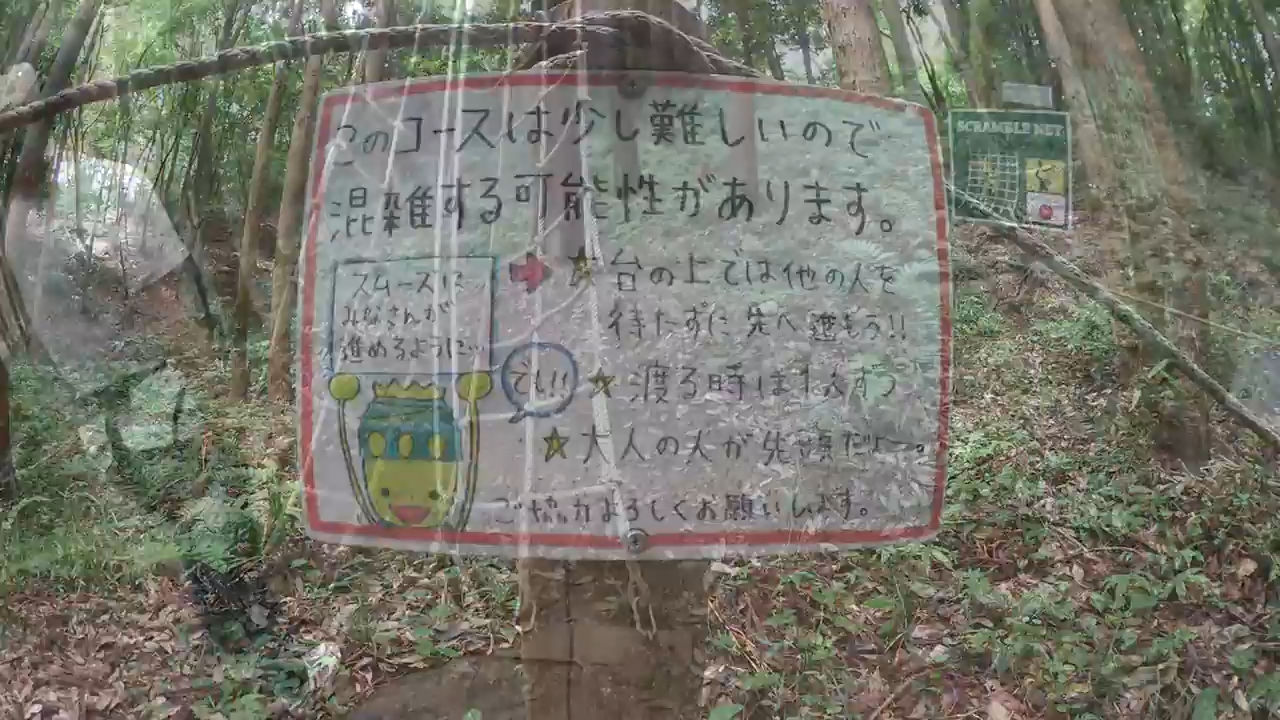 このコースは少し難しいので
混雑する可能性があります。
スムーズに
みなさんが
進めるように…
でし!!
➡ ☆台の上では他の人を
待たずに先へ進もう!!
☆渡る時は1人ずつ
☆大人の人が先頭だよー。
ご協力よろしくお願いします。
SCRAMBLE NET